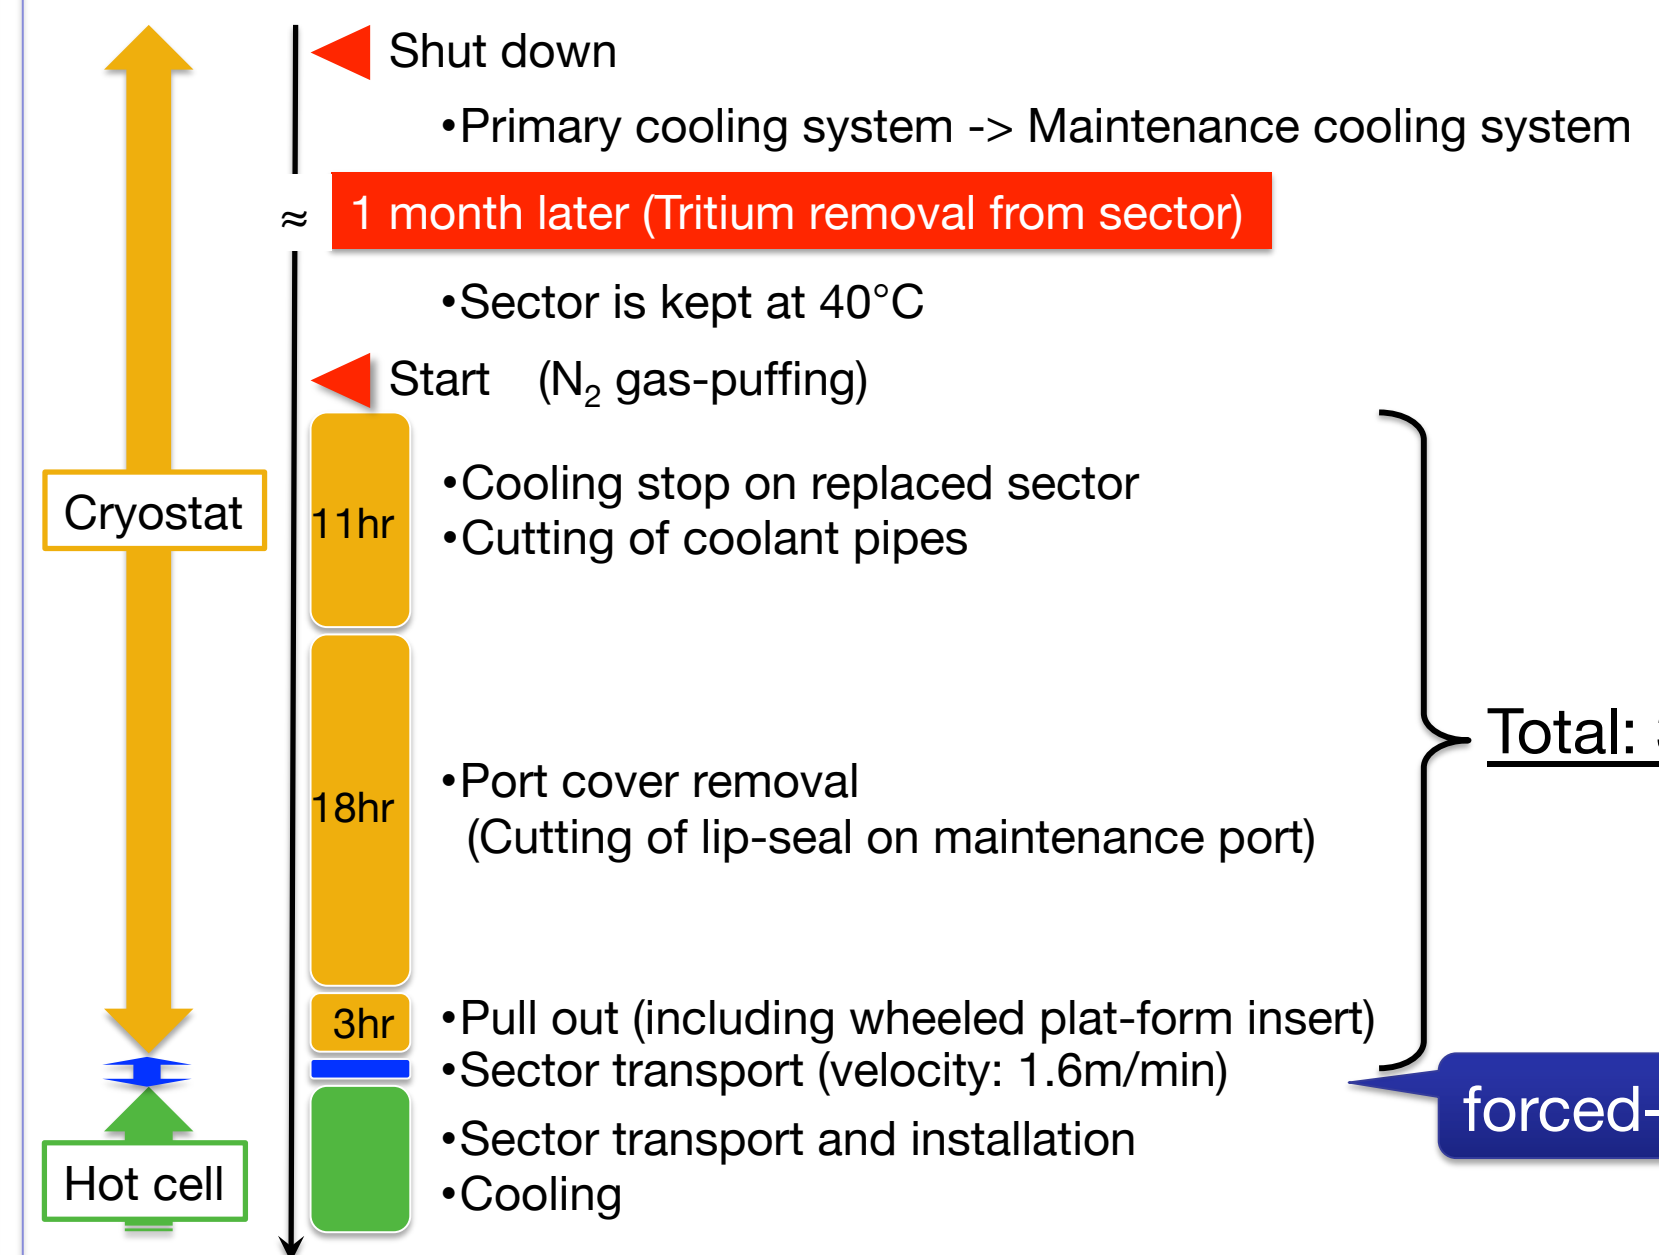 Shut down
•Primary cooling system -> Maintenance cooling system
≈
1 month later (Tritium removal from sector)
•Sector is kept at 40°C
Start (N₂ gas-puffing)
Cryostat
11hr
•Cooling stop on replaced sector
•Cutting of coolant pipes
Total:
18hr
•Port cover removal
(Cutting of lip-seal on maintenance port)
3hr
•Pull out (including wheeled plat-form insert)
•Sector transport (velocity: 1.6m/min)
forced-
Hot cell
•Sector transport and installation
•Cooling